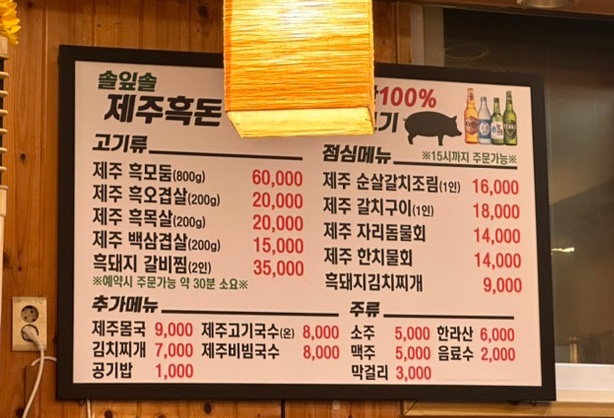 솔잎솔
제주흑돈
100%
고기류
제주 흑모둠(800g) 60,000
제주 흑오겹살(200g) 20,000
제주 흑목살(200g) 20,000
제주 백삼겹살(200g) 15,000
흑돼지 갈비찜(2인) 35,000
※예약시 주문가능 약 30분 소요※
점심메뉴 ※15시까지 주문가능※
제주 순살갈치조림(1인) 16,000
제주 갈치구이(1인) 18,000
제주 자리돔물회 14,000
제주 한치물회 14,000
흑돼지김치찌개 9,000
추가메뉴
제주몸국 9,000 제주고기국수(온) 8,000
김치찌개 7,000 제주비빔국수 8,000
공기밥 1,000
주류
소주 5,000 한라산 6,000
맥주 5,000 음료수 2,000
막걸리 3,000